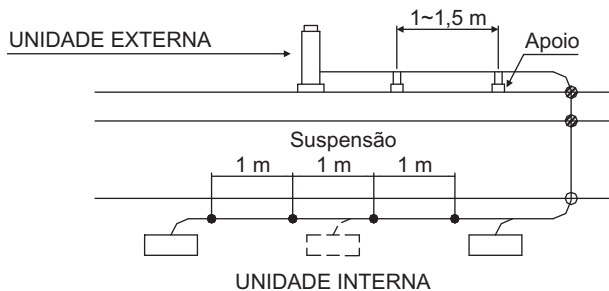 1~1,5 m
UNIDADE EXTERNA
Apoio
Suspensão
1 m
1 m
1 m
UNIDADE INTERNA